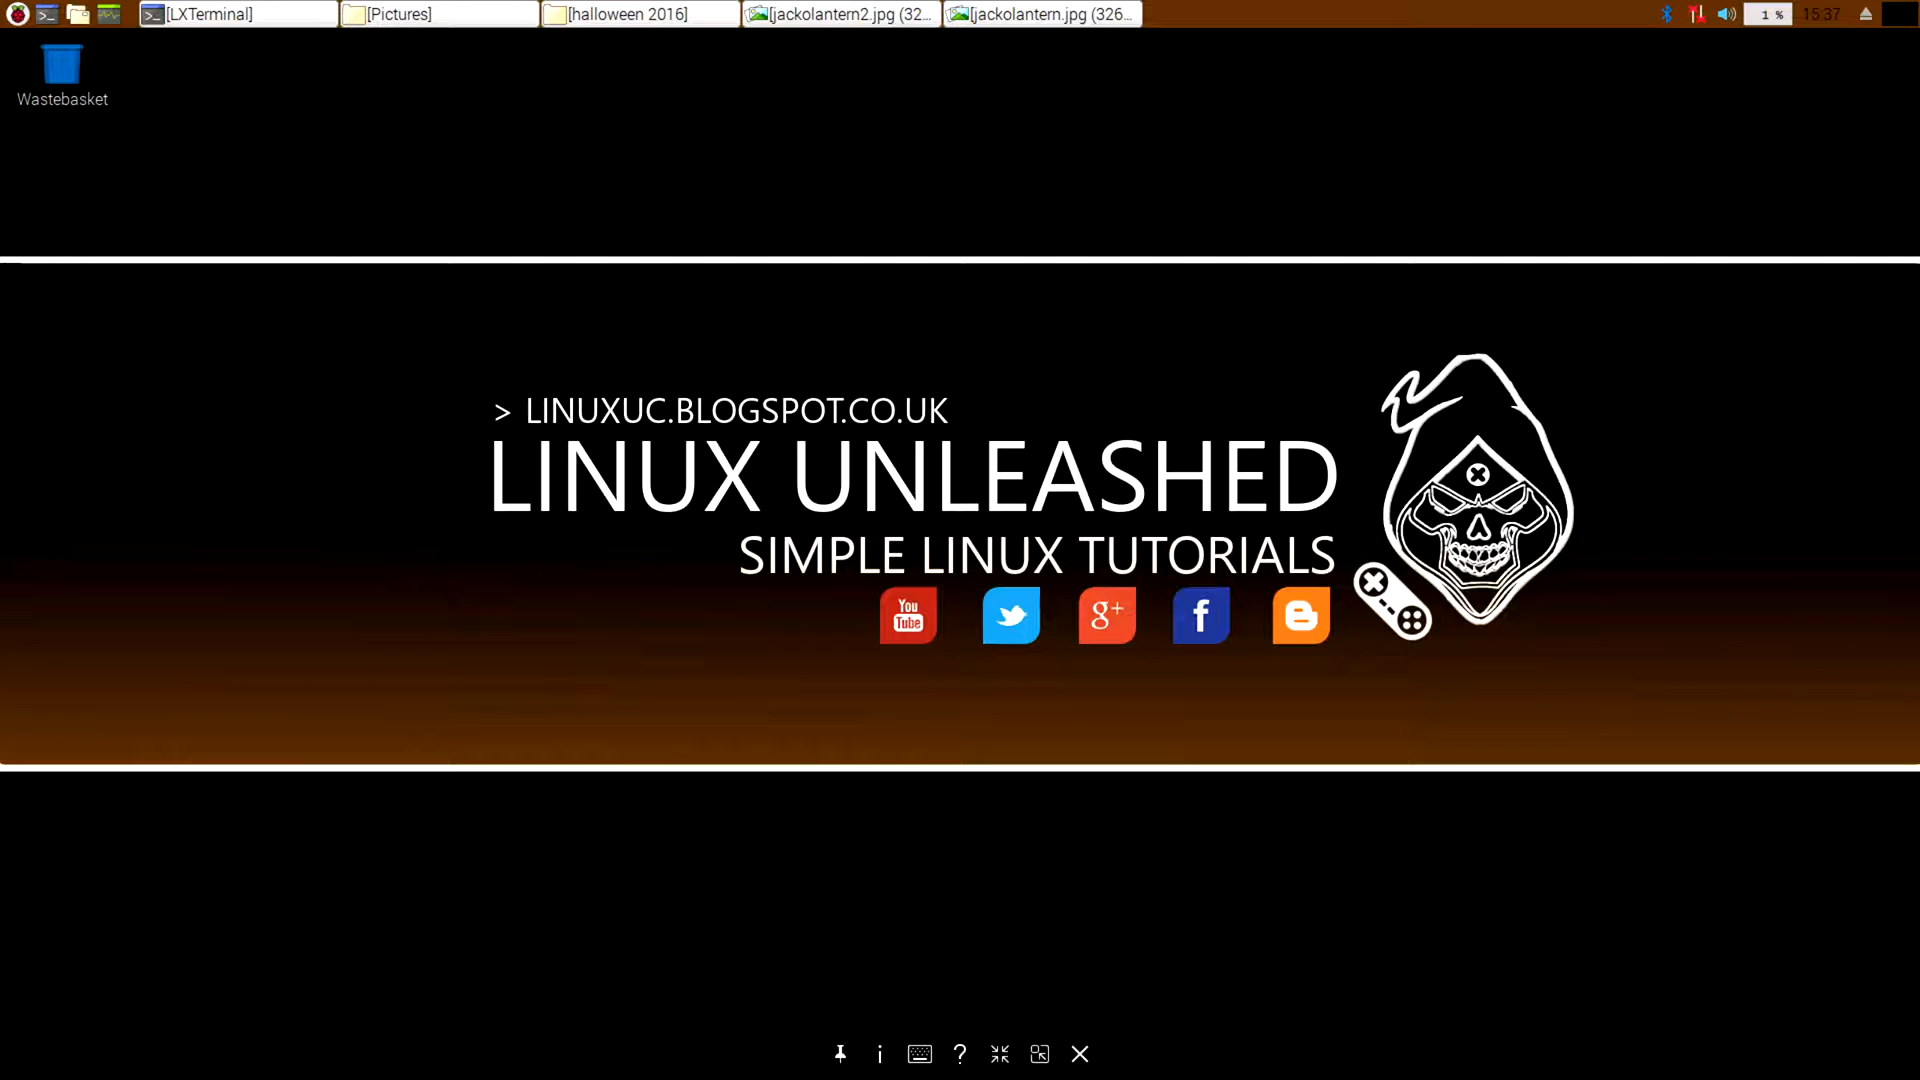 [LXTerminal] [Pictures] [halloween 2016] [jackolantern2.jpg (32... [jackolantern.jpg (326... 1 % 15:37
Wastebasket
> LINUXUC.BLOGSPOT.CO.UK
LINUX UNLEASHED
SIMPLE LINUX TUTORIALS
You Tube g+ f